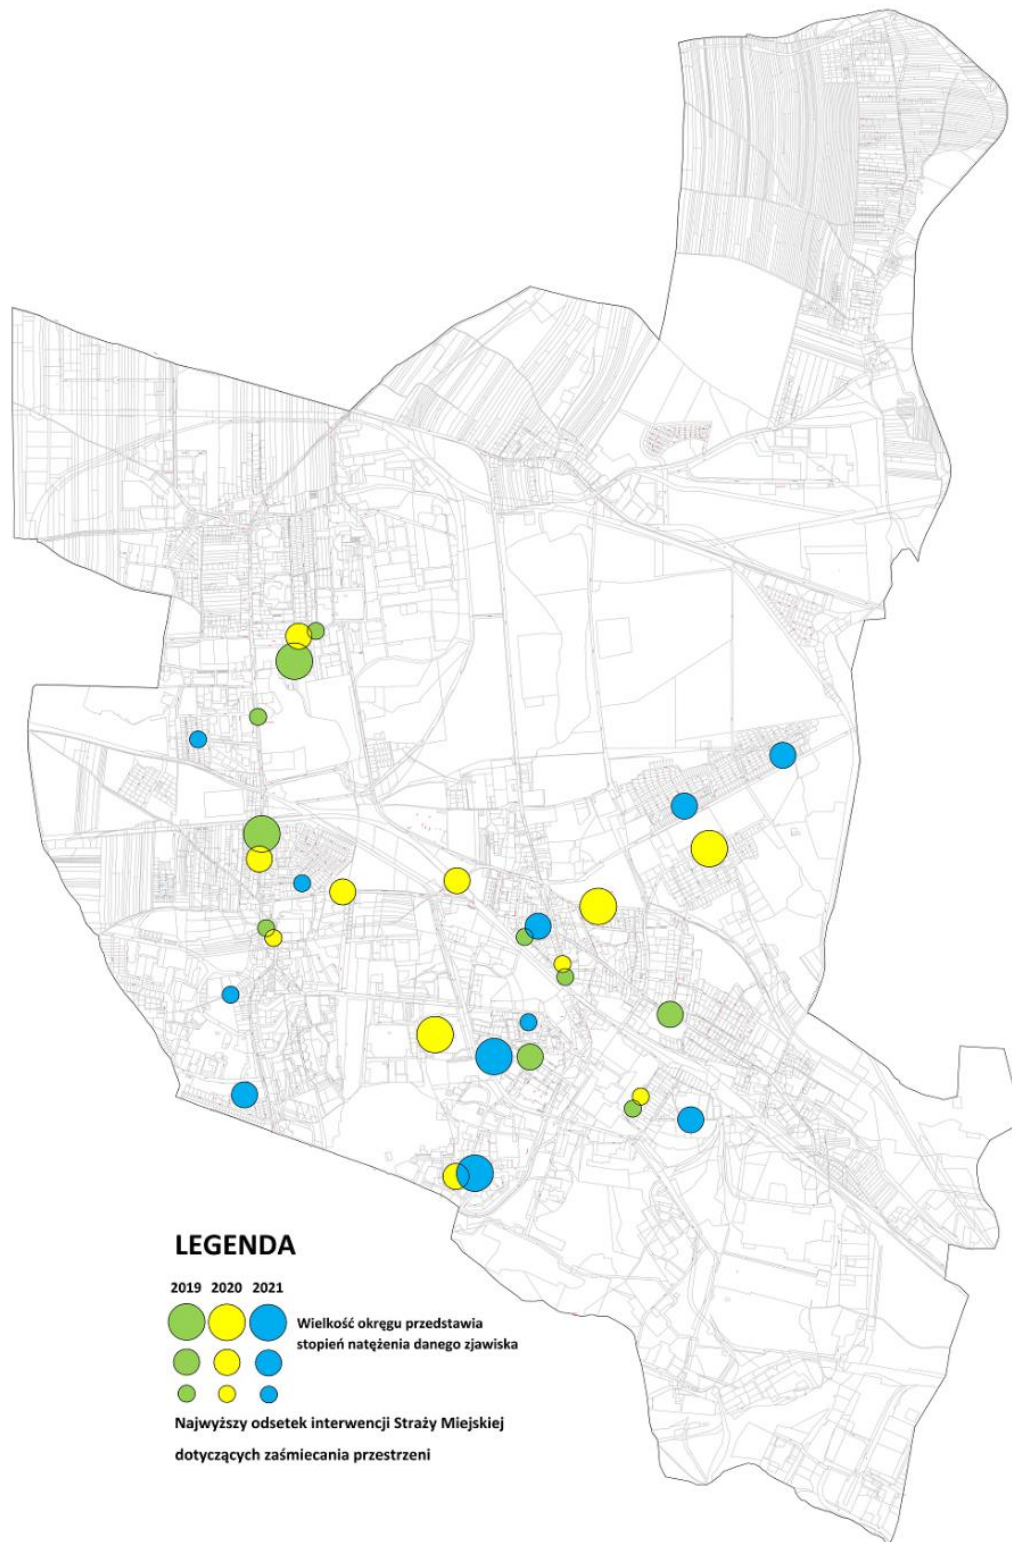 LEGENDA
2019 2020 2021
Wielkość okręgu przedstawia
stopień natężenia danego zjawiska
Najwyższy odsetek interwencji Straży Miejskiej
dotyczących zaśmiecania przestrzeni